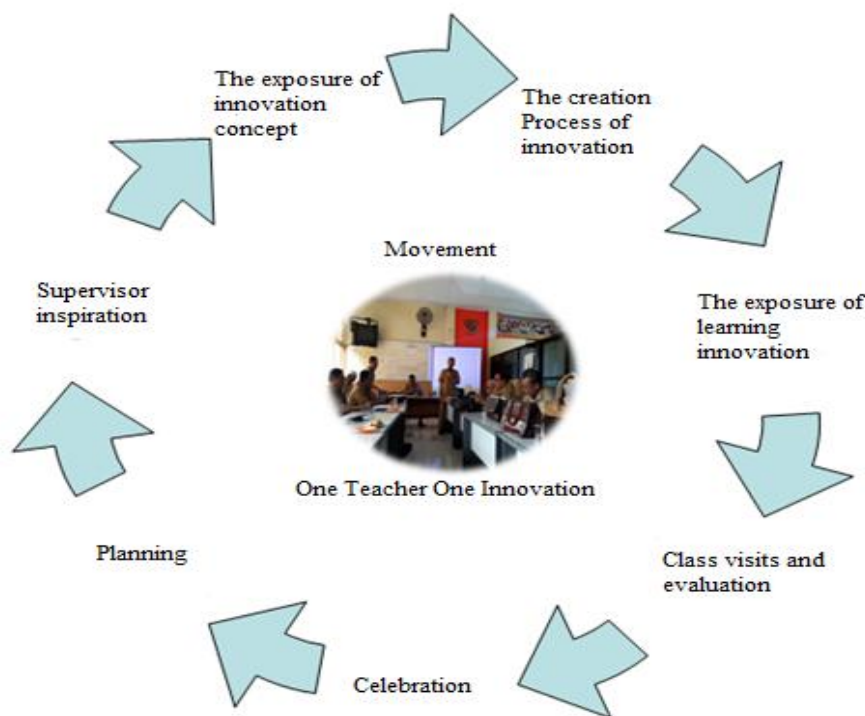 The exposure of
innovation
concept
The creation
Process of
innovation
Movement
Supervisor
inspiration
The exposure of
learning
innovation
One Teacher One Innovation
Planning
Class visits and
evaluation
Celebration